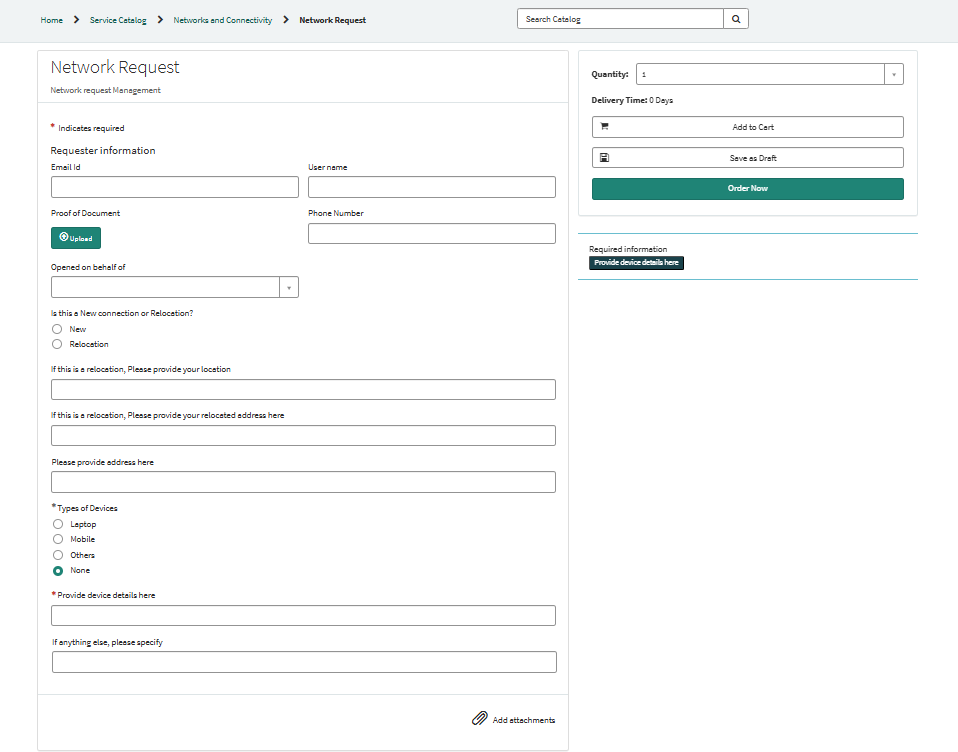 Home > Service Catalog > Networks and Connectivity > Network Request
Search Catalog
Network Request
Network request Management
* Indicates required
Requester information
Email Id
User name
Proof of Document
Phone Number
Upload
Opened on behalf of
Is this a New connection or Relocation?
New
Relocation
If this is a relocation, Please provide your location
If this is a relocation, Please provide your relocated address here
Please provide address here
*Types of Devices
Laptop
Mobile
Others
None
*Provide device details here
If anything else, please specify
Add attachments
Quantity: 1
Delivery Time: 0 Days
Add to Cart
Save as Draft
Order Now
Required information
Provide device details here